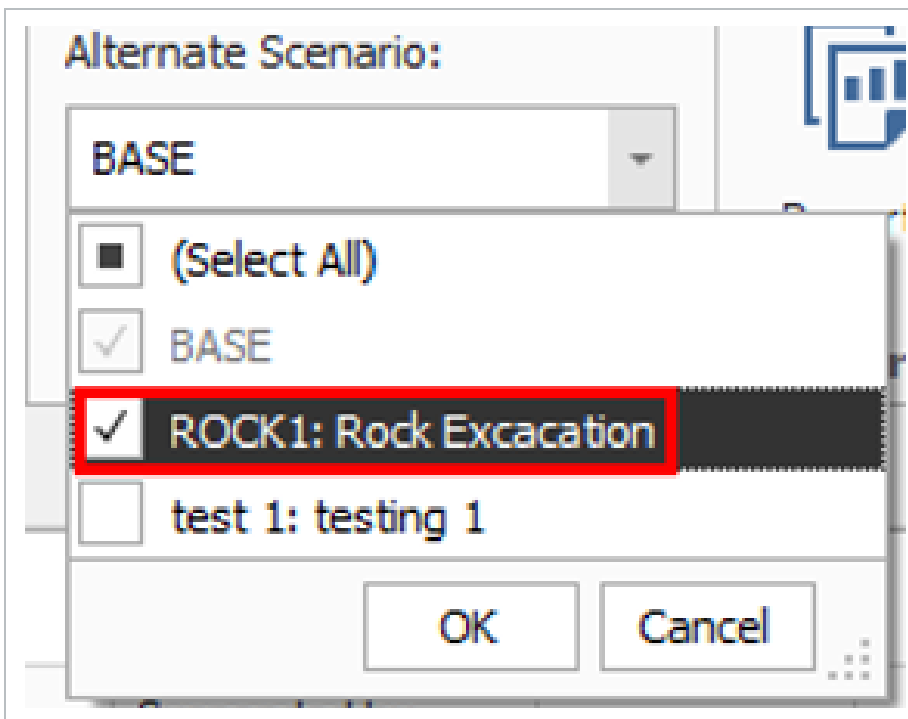 Alternate Scenario:
BASE
(Select All)
BASE
ROCK1: Rock Excacation
test 1: testing 1
OK
Cancel